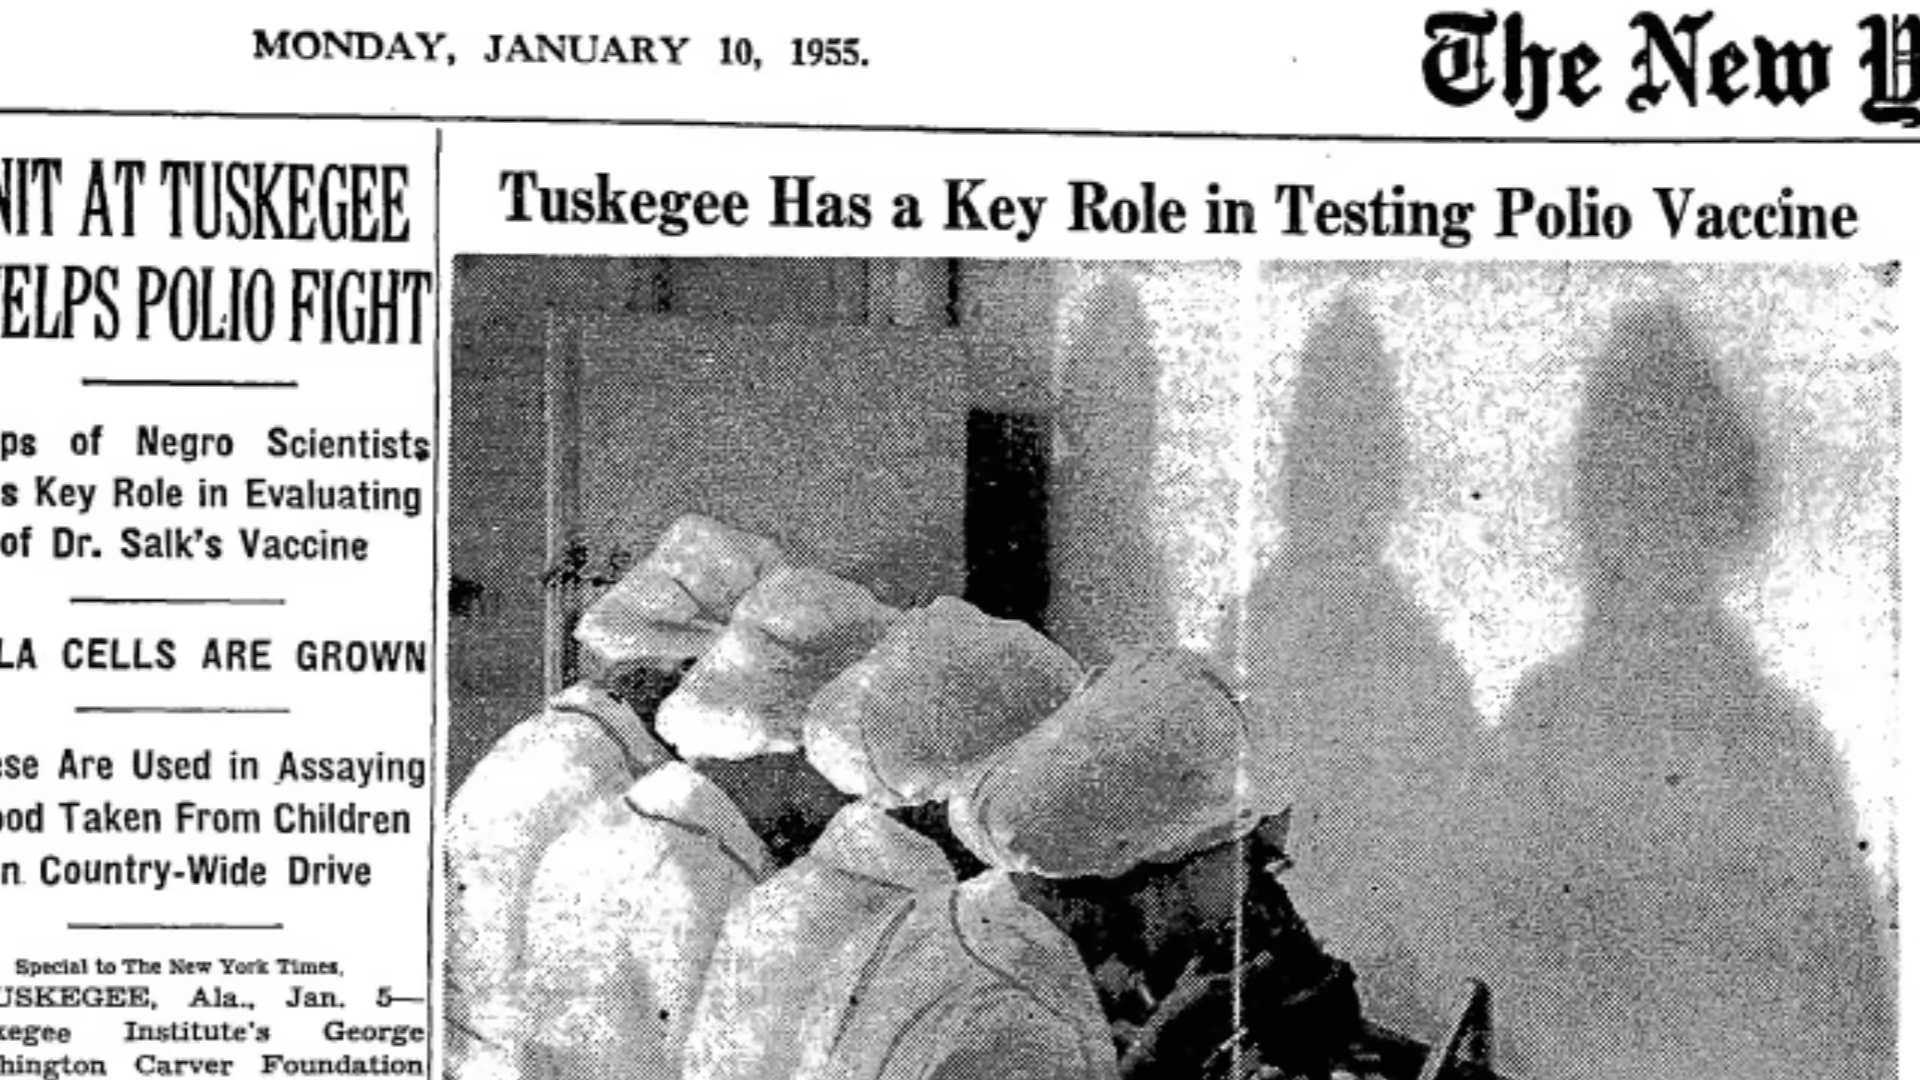 MONDAY, JANUARY 10, 1955.
The New Y
NIT AT TUSKEGEE
ELPS POLIO FIGHT
ps of Negro Scientists
s Key Role in Evaluating
of Dr. Salk's Vaccine
LA CELLS ARE GROWN
ese Are Used in Assaying
ood Taken From Children
n Country-Wide Drive
Special to The New York Times.
USKEGEE, Ala., Jan. 5—
kegee Institute's George
hington Carver Foundation
Tuskegee Has a Key Role in Testing Polio Vaccine